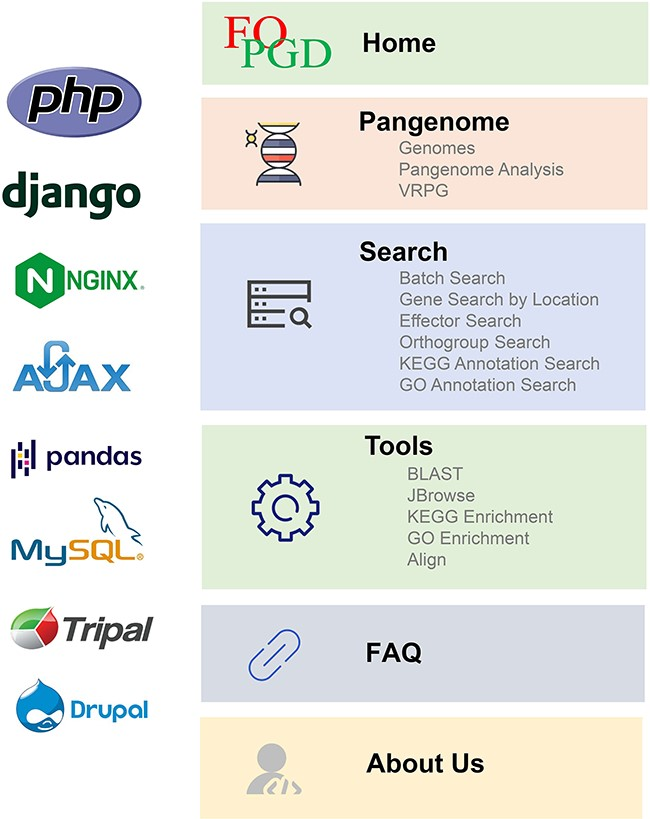 php
django
NGINX®
AJAX
pandas
MySQL®
Tripal
Drupal
FO
PGD
Home
Pangenome
Genomes
Pangenome Analysis
VRPG
Search
Batch Search
Gene Search by Location
Effector Search
Orthogroup Search
KEGG Annotation Search
GO Annotation Search
Tools
BLAST
JBrowse
KEGG Enrichment
GO Enrichment
Align
FAQ
About Us